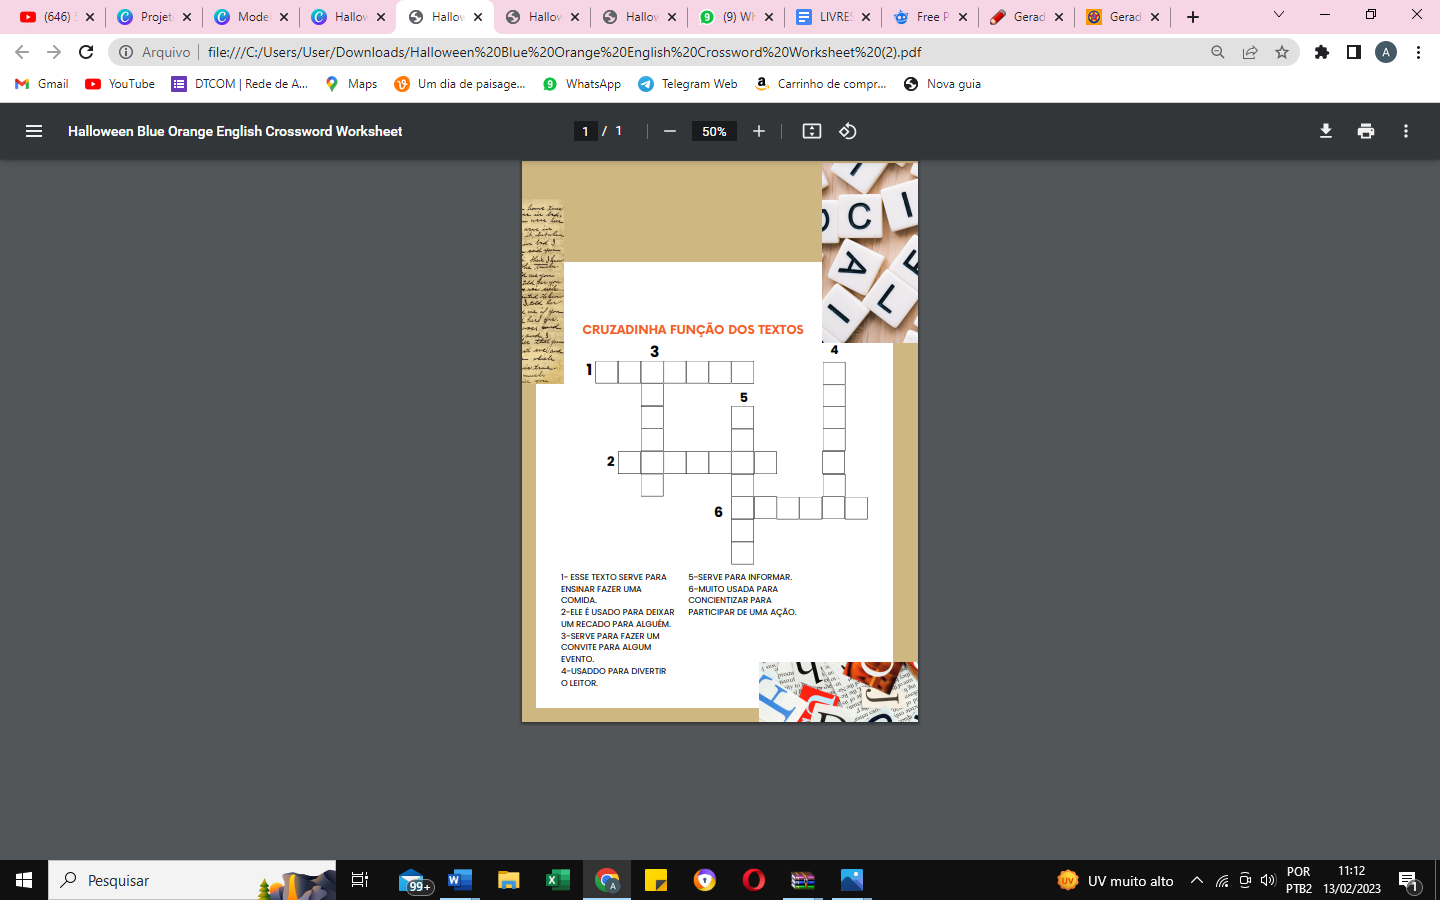 (646)
Projet
Model
Hallow
Hallow
Hallow
Hallow
(9) Wh
LIVRE
Free P
Gerad
Gerad
Arquivo
file:///C:/Users/User/Downloads/Halloween%20Blue%20Orange%20English%20Crossword%20Worksheet%20(2).pdf
A
Gmail
YouTube
DTCOM | Rede de A...
Maps
Um dia de paisage...
WhatsApp
Telegram Web
Carrinho de compr...
Nova guia
Halloween Blue Orange English Crossword Worksheet
1 / 1
50%
CRUZADINHA FUNÇÃO DOS TEXTOS
3
4
1
5
2
6
1- ESSE TEXTO SERVE PARA
ENSINAR FAZER UMA
COMIDA.
2-ELE É USADO PARA DEIXAR
UM RECADO PARA ALGUÉM.
3-SERVE PARA FAZER UM
CONVITE PARA ALGUM
EVENTO.
4-USADDO PARA DIVERTIR
O LEITOR.
5-SERVE PARA INFORMAR.
6-MUITO USADA PARA
CONCIENTIZAR PARA
PARTICIPAR DE UMA AÇÃO.
Pesquisar
99+
UV muito alto
POR
PTB2
11:12
13/02/2023
1